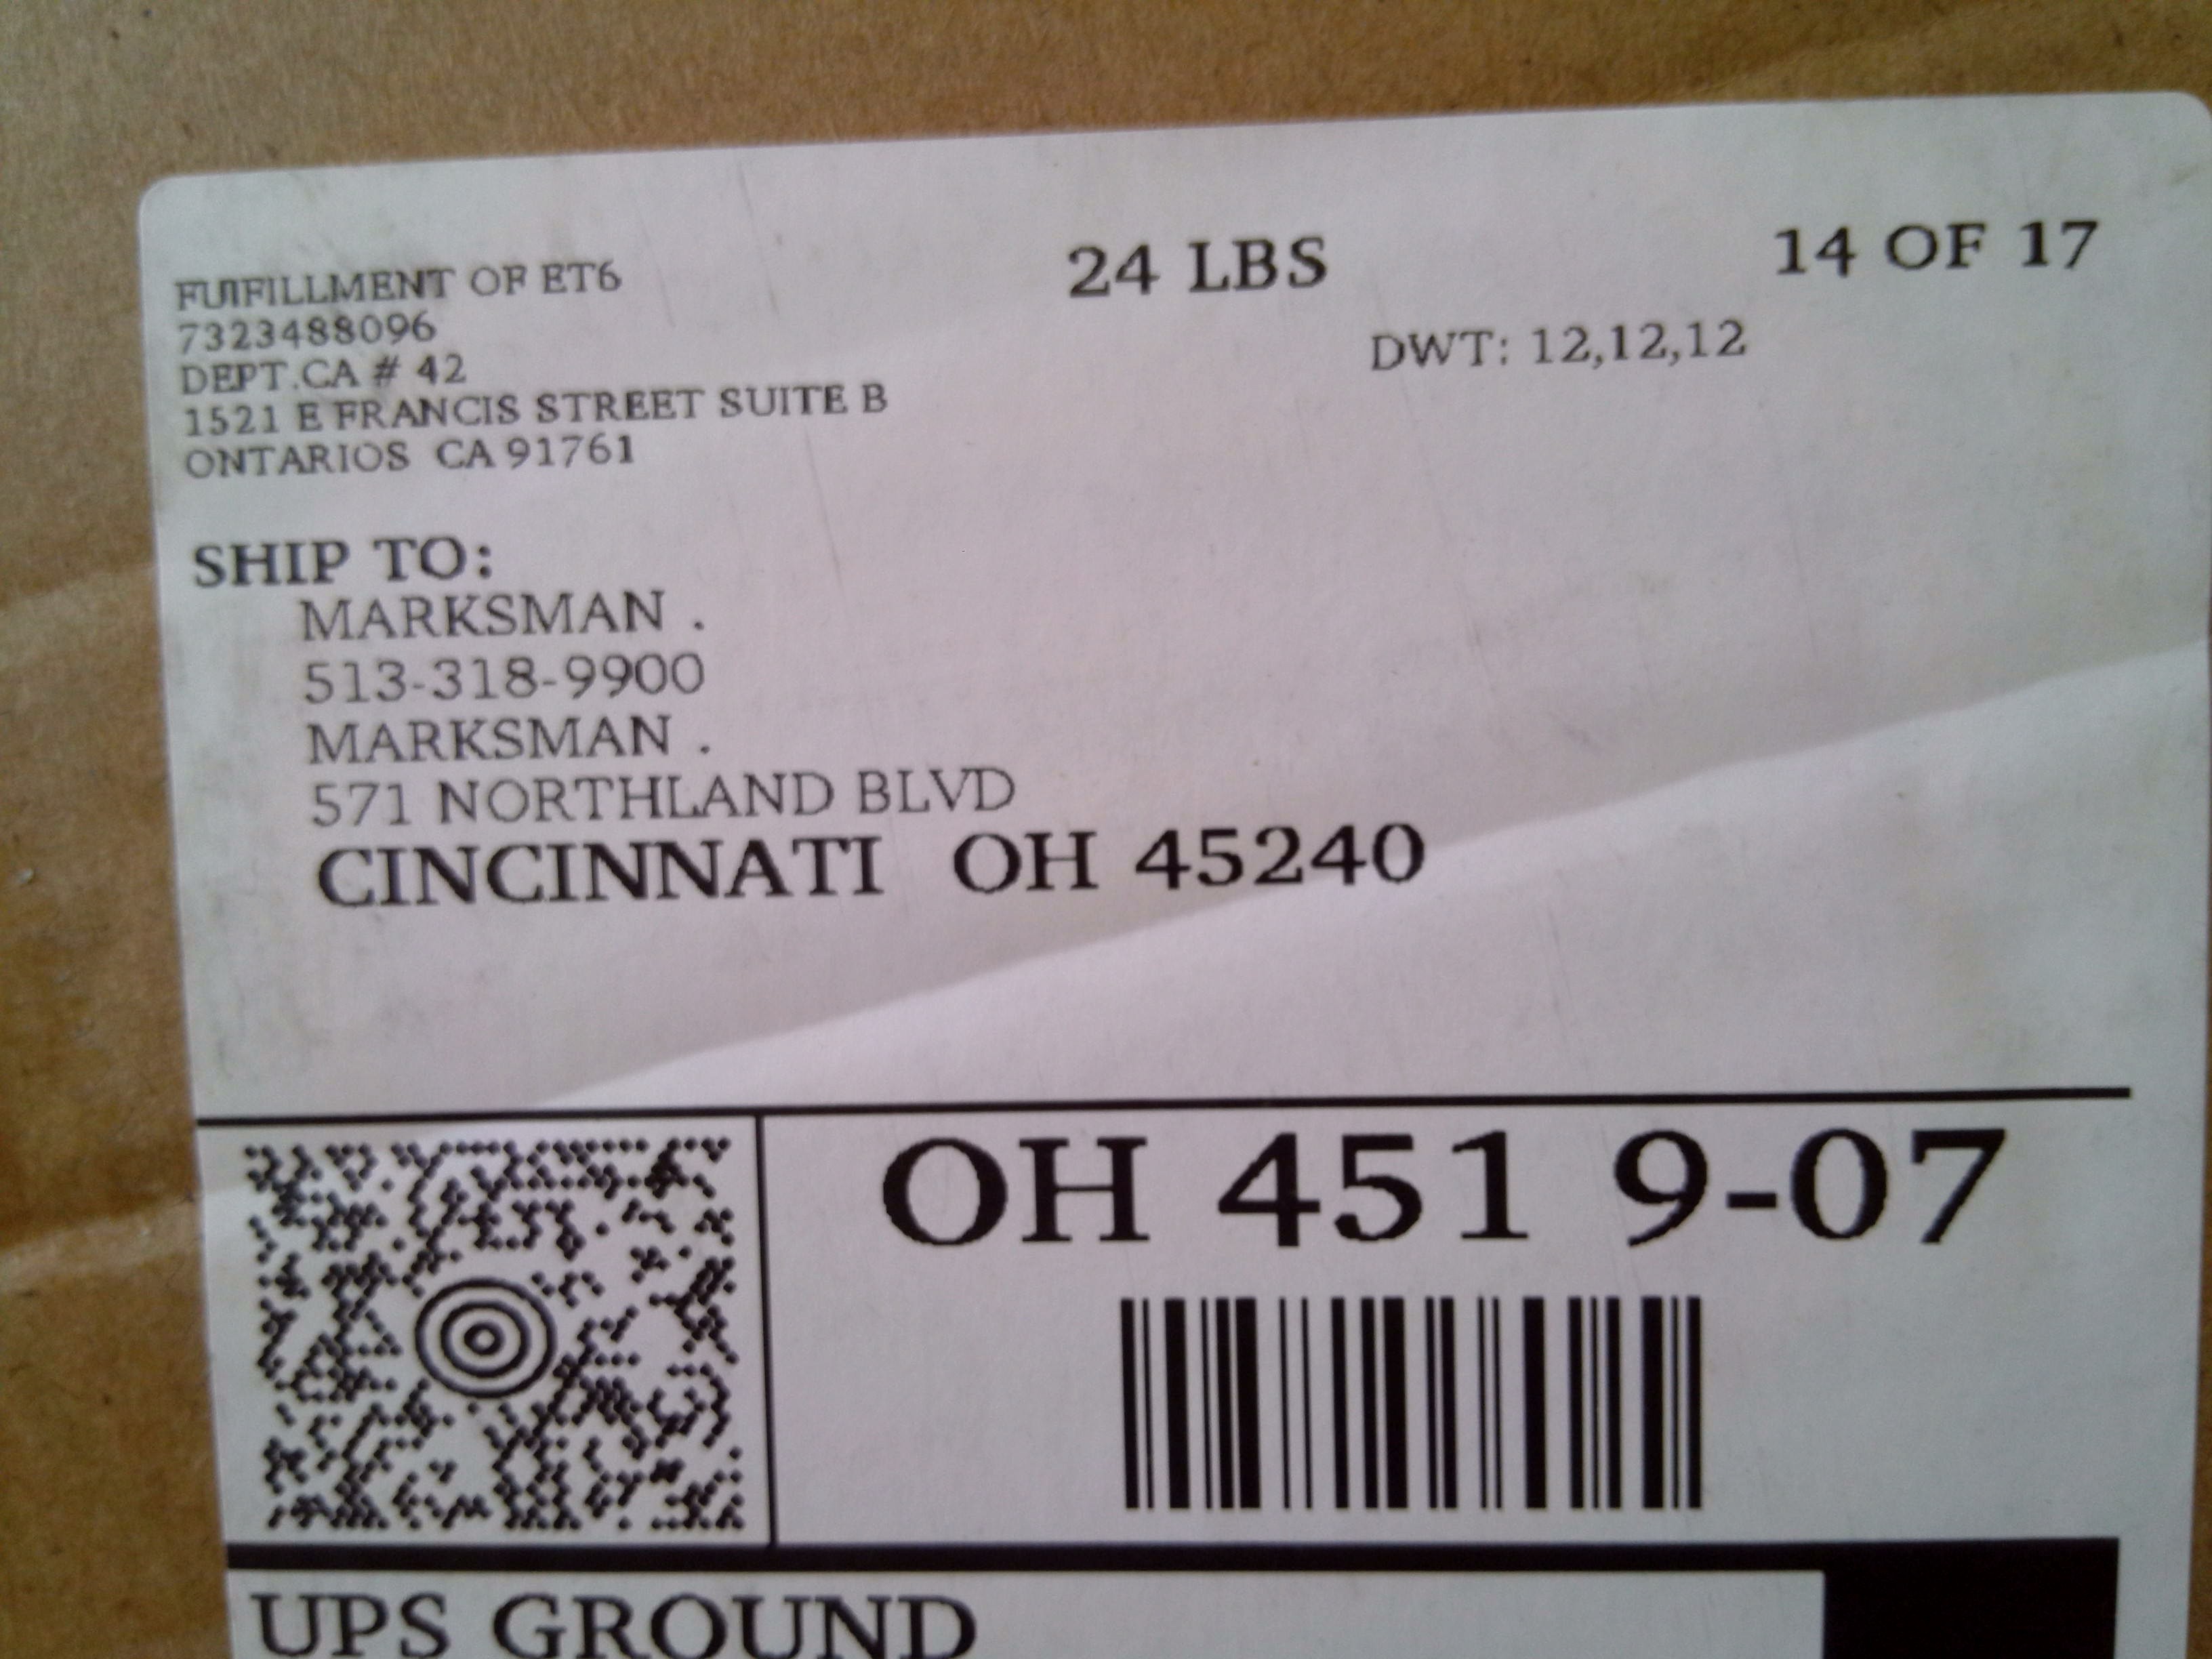 FUIFILLMENT OF ET6
7323488096
DEPT.CA # 42
1521 E FRANCIS STREET SUITE B
ONTARIOS CA 91761
24 LBS
14 OF 17
DWT: 12,12,12
SHIP TO:
MARKSMAN .
513-318-9900
MARKSMAN .
571 NORTHLAND BLVD
CINCINNATI OH 45240
OH 451 9-07
UPS GROUND